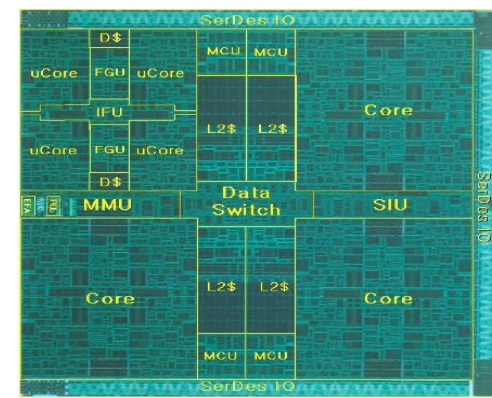 SerDes IO
D$
MCU MCU
uCore FGU uCore
Core
IFU
L2$ L2$
uCore FGU uCore
D$
SerDes IO
Data
Switch
MMU
SIU
L2$ L2$
Core
Core
MCU MCU
SerDes IO